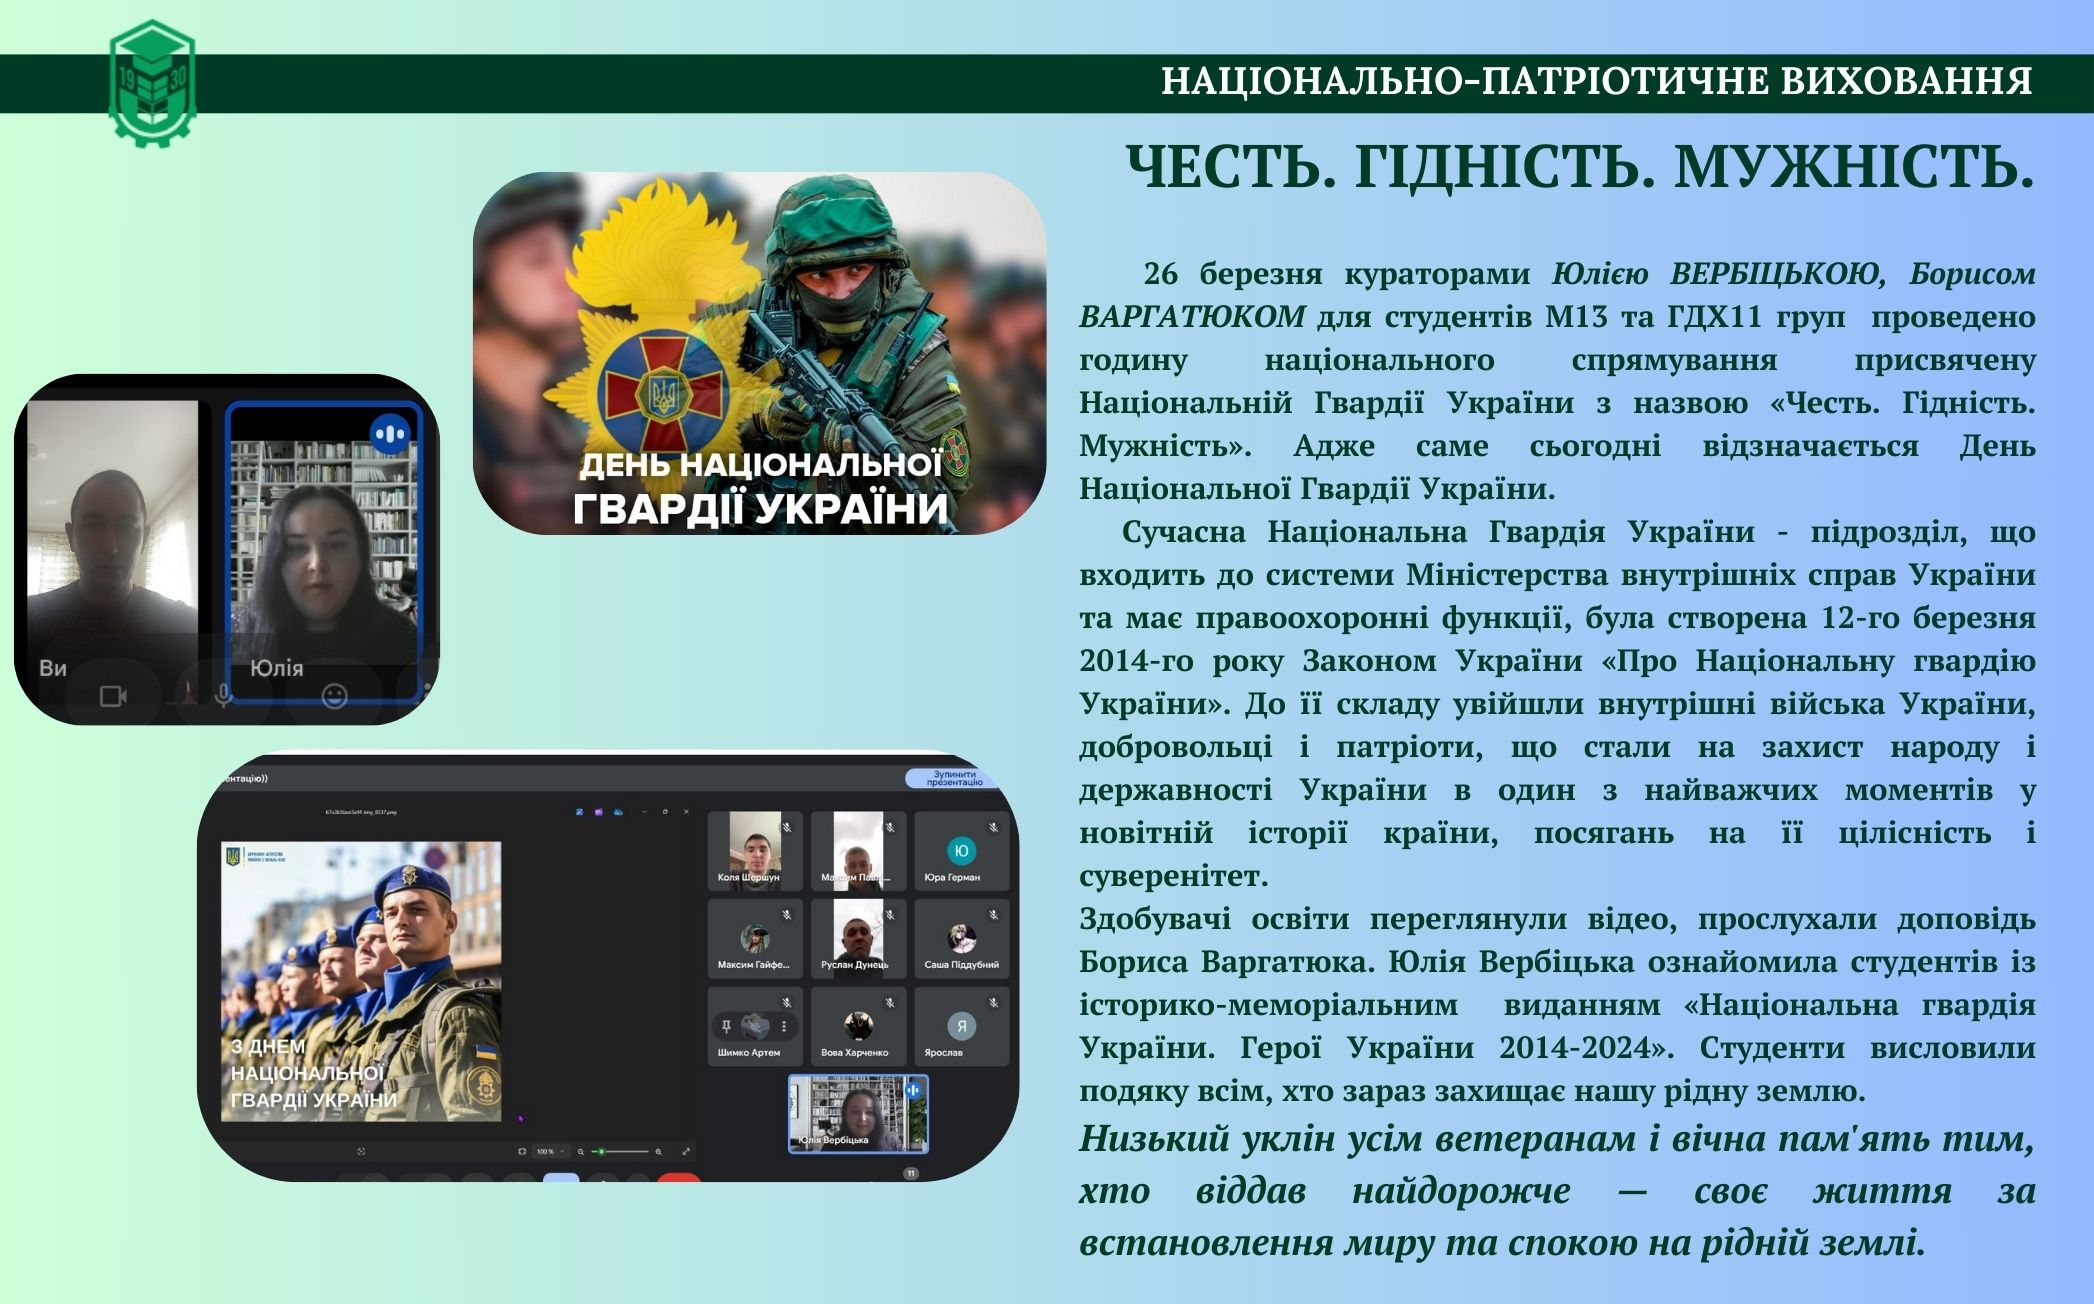 19 30
НАЦІОНАЛЬНО-ПАТРІОТИЧНЕ ВИХОВАННЯ
ЧЕСТЬ. ГІДНІСТЬ. МУЖНІСТЬ.
26 березня кураторами Юлією ВЕРБІЦЬКОЮ, Борисом
ВАРГАТЮКОМ для студентів М13 та ГДХ11 груп проведено
годину національного спрямування присвячену
Національній Гвардії України з назвою «Честь. Гідність.
Мужність». Адже саме сьогодні відзначається День
Національної Гвардії України.
Сучасна Національна Гвардія України - підрозділ, що
входить до системи Міністерства внутрішніх справ України
та має правоохоронні функції, була створена 12-го березня
2014-го року Законом України «Про Національну гвардію
України». До її складу увійшли внутрішні війська України,
добровольці і патріоти, що стали на захист народу і
державності України в один з найважчих моментів у
новітній історії країни, посягань на її цілісність і
суверенітет.
Здобувачі освіти переглянули відео, прослухали доповідь
Бориса Варгатюка. Юлія Вербіцька ознайомила студентів із
історико-меморіальним виданням «Національна гвардія
України. Герої України 2014-2024». Студенти висловили
подяку всім, хто зараз захищає нашу рідну землю.
Низький уклін усім ветеранам і вічна пам'ять тим,
хто віддав найдорожче — своє життя за
встановлення миру та спокою на рідній землі.
ДЕНЬ НАЦІОНАЛЬНОЇ
ГВАРДІЇ УКРАЇНИ
Ви
Юлія
ентацію))
Зупинити
презентацію
З ДНЕМ
НАЦІОНАЛЬНОЇ
ГВАРДІЇ УКРАЇНИ
100 %
Коля Шершун
Максим Павл...
Юра Герман
Ю
Максим Гайфе...
Руслан Дунець
Саша Піддубний
Шимко Артем
Вова Харченко
Ярослав
Я
Юлія Вербіцька
11